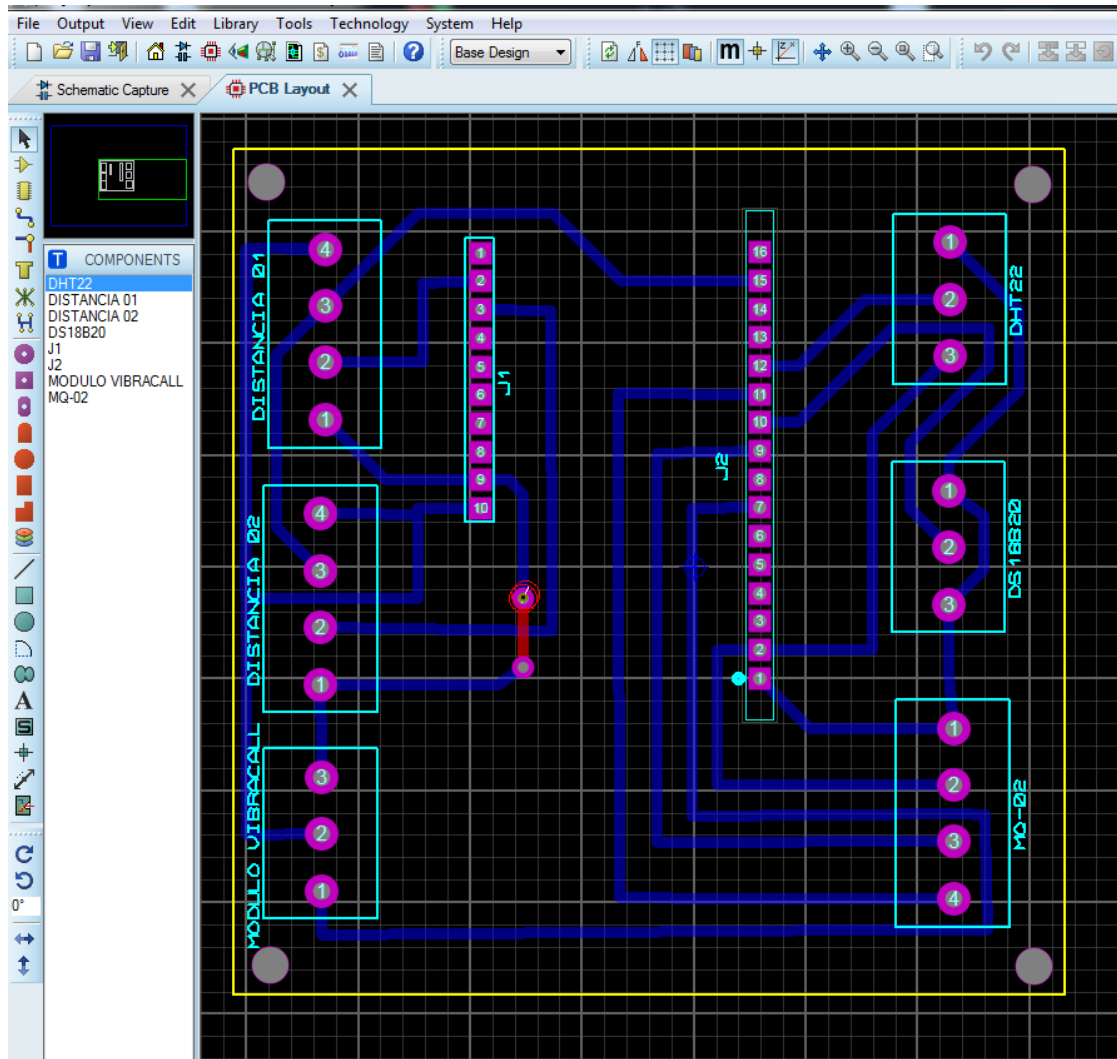 File Output View Edit Library Tools Technology System Help
Base Design
m
Schematic Capture
PCB Layout
T COMPONENTS
DHT22
DISTANCIA 01
DISTANCIA 02
DS18B20
J1
J2
MODULO VIBRACALL
MQ-02
A
S
0°
DISTANCIA 01
4
3
2
1
DISTANCIA 02
4
3
2
1
MODULO VIBRACALL
3
2
1
J1
1
2
3
4
5
6
7
8
9
10
J2
16
15
14
13
12
11
10
9
8
7
6
5
4
3
2
1
DHT22
1
2
3
DS18B20
1
2
3
MQ-02
1
2
3
4